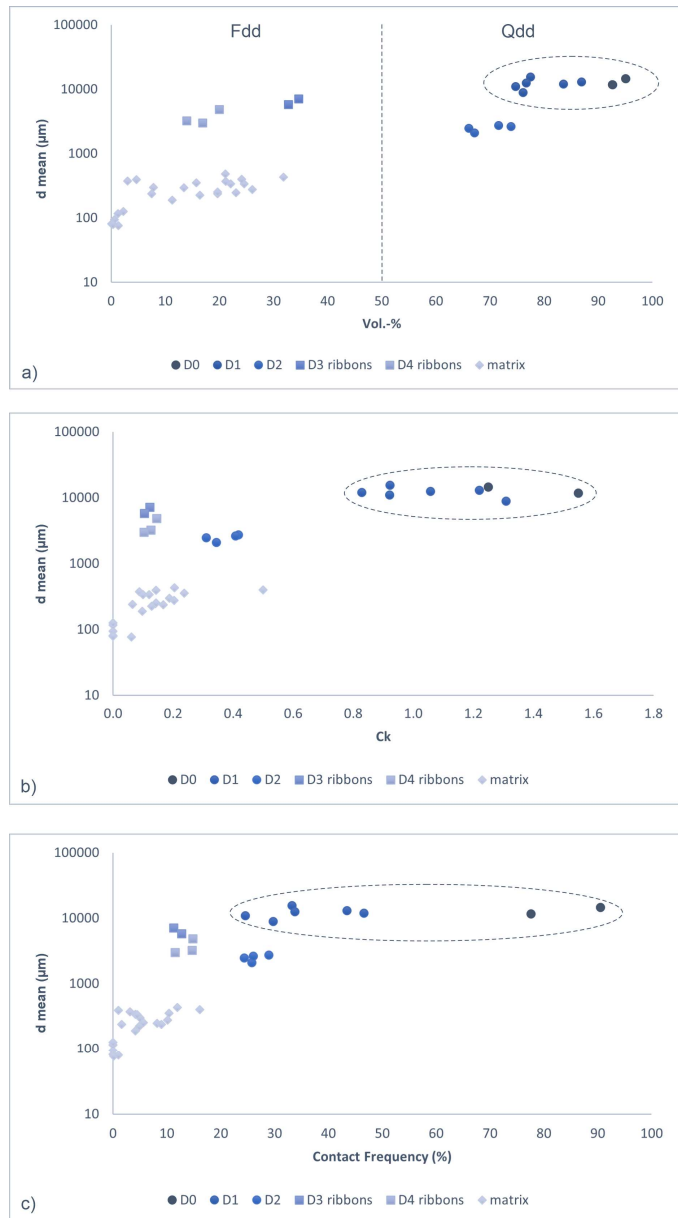 Fdd Qdd
100000
10000
1000
100
10
d mean (µm)
0 10 20 30 40 50 60 70 80 90 100
Vol.-%
D0 D1 D2 D3 ribbons D4 ribbons matrix
a)
100000
10000
1000
100
10
d mean (µm)
0.0 0.2 0.4 0.6 0.8 1.0 1.2 1.4 1.6 1.8
Ck
D0 D1 D2 D3 ribbons D4 ribbons matrix
b)
100000
10000
1000
100
10
d mean (µm)
0 10 20 30 40 50 60 70 80 90 100
Contact Frequency (%)
D0 D1 D2 D3 ribbons D4 ribbons matrix
c)